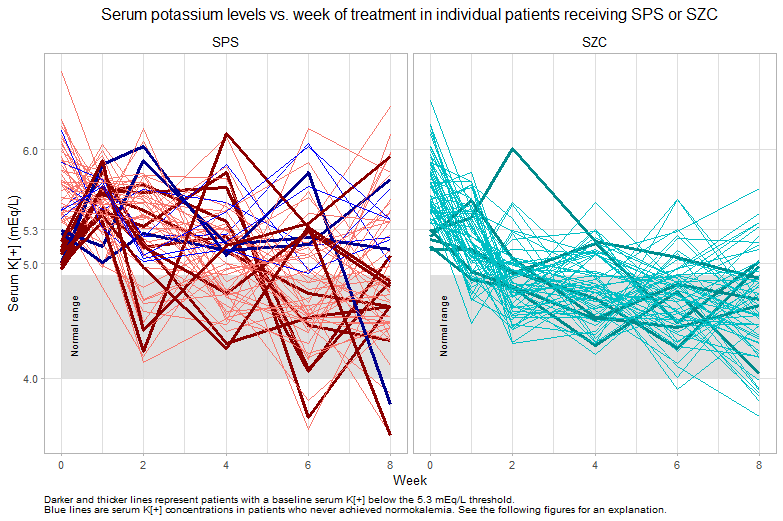 Serum potassium levels vs. week of treatment in individual patients receiving SPS or SZC
SPS
SZC
Serum K[+] (mEq/L)
6.0
5.3
5.0
4.0
Normal range
Normal range
0
2
4
6
8
0
2
4
6
8
Week
Darker and thicker lines represent patients with a baseline serum K[+] below the 5.3 mEq/L threshold.
Blue lines are serum K[+] concentrations in patients who never achieved normokalemia. See the following figures for an explanation.